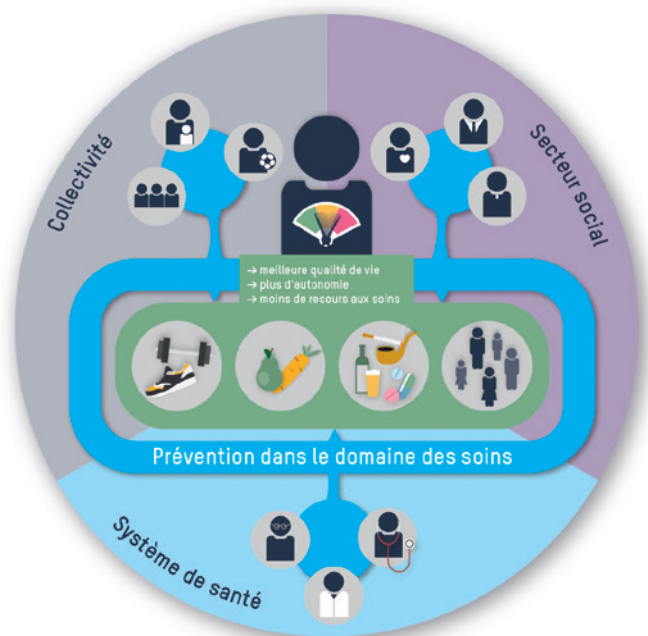 Collectivité
Secteur social
→ meilleure qualité de vie
→ plus d'autonomie
→ moins de recours aux soins
Prévention dans le domaine des soins
Système de santé